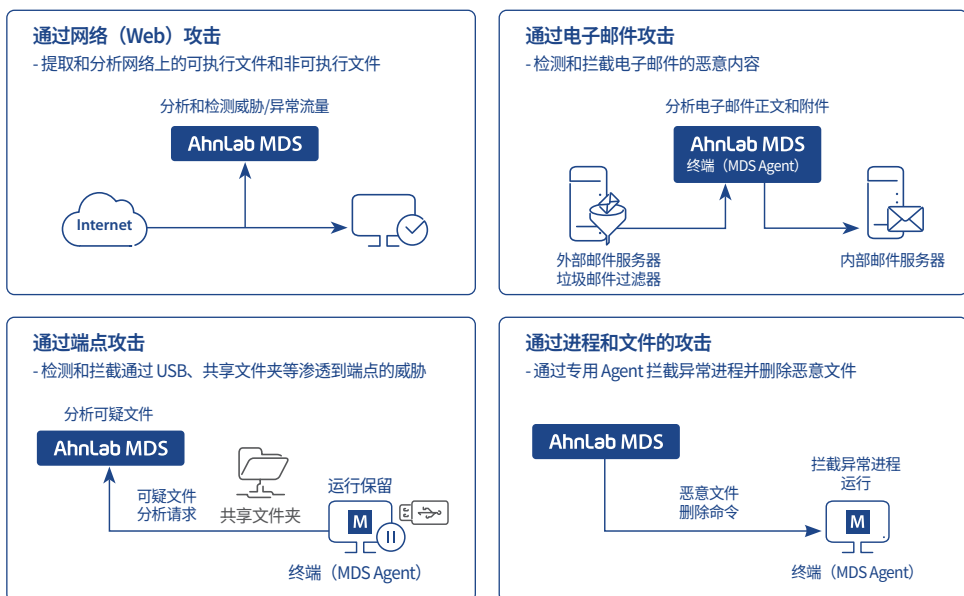 通过网络（Web）攻击
- 提取和分析网络上的可执行文件和非可执行文件
分析和检测威胁/异常流量
AhnLab MDS
Internet
通过电子邮件攻击
- 检测和拦截电子邮件的恶意内容
分析电子邮件正文和附件
AhnLab MDS
终端（MDS Agent）
外部邮件服务器
垃圾邮件过滤器
内部邮件服务器
通过端点攻击
- 检测和拦截通过 USB、共享文件夹等渗透到端点的威胁
分析可疑文件
AhnLab MDS
可疑文件
分析请求
共享文件夹
运行保留
M
终端（MDS Agent）
通过进程和文件的攻击
- 通过专用 Agent 拦截异常进程并删除恶意文件
AhnLab MDS
恶意文件
删除命令
拦截异常进程
运行
M
终端（MDS Agent）